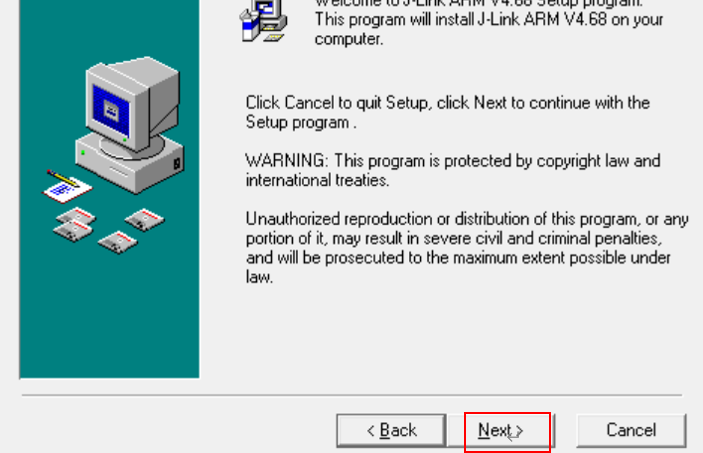 Welcome to J-Link ARM V4.68 Setup program.
This program will install J-Link ARM V4.68 on your
computer.
Click Cancel to quit Setup, click Next to continue with the
Setup program .
WARNING: This program is protected by copyright law and
international treaties.
Unauthorized reproduction or distribution of this program, or any
portion of it, may result in severe civil and criminal penalties,
and will be prosecuted to the maximum extent possible under
law.
< Back Next > Cancel